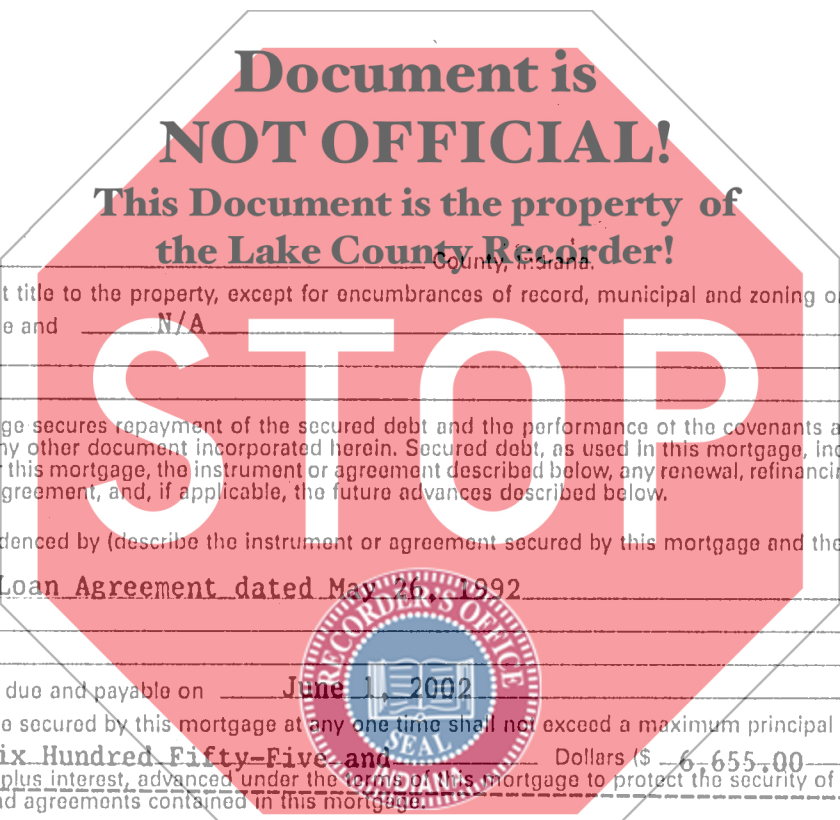 Document is
NOT OFFICIAL!
This Document is the property of
the Lake County Recorder!
County, Indiana.
t title to the property, except for encumbrances of record, municipal and zoning o
e and N/A
STOP
ge secures repayment of the secured debt and the performance of the covenants a
ny other document incorporated herein. Secured debt, as used in this mortgage, inc
this mortgage, the instrument or agreement described below, any renewal, refinancin
greement, and, if applicable, the future advances described below.
denced by (describe the instrument or agreement secured by this mortgage and the
Loan Agreement dated May 26, 1992
RECORDER'S OFFICE
due and payable on June 1, 2002
e secured by this mortgage at any one time shall not exceed a maximum principal
SEAL
ix Hundred Fifty-Five and Dollars ($ 6,655.00
INDIANA
plus interest, advanced under the terms of this mortgage to protect the security of
nd agreements contained in this mortgage.